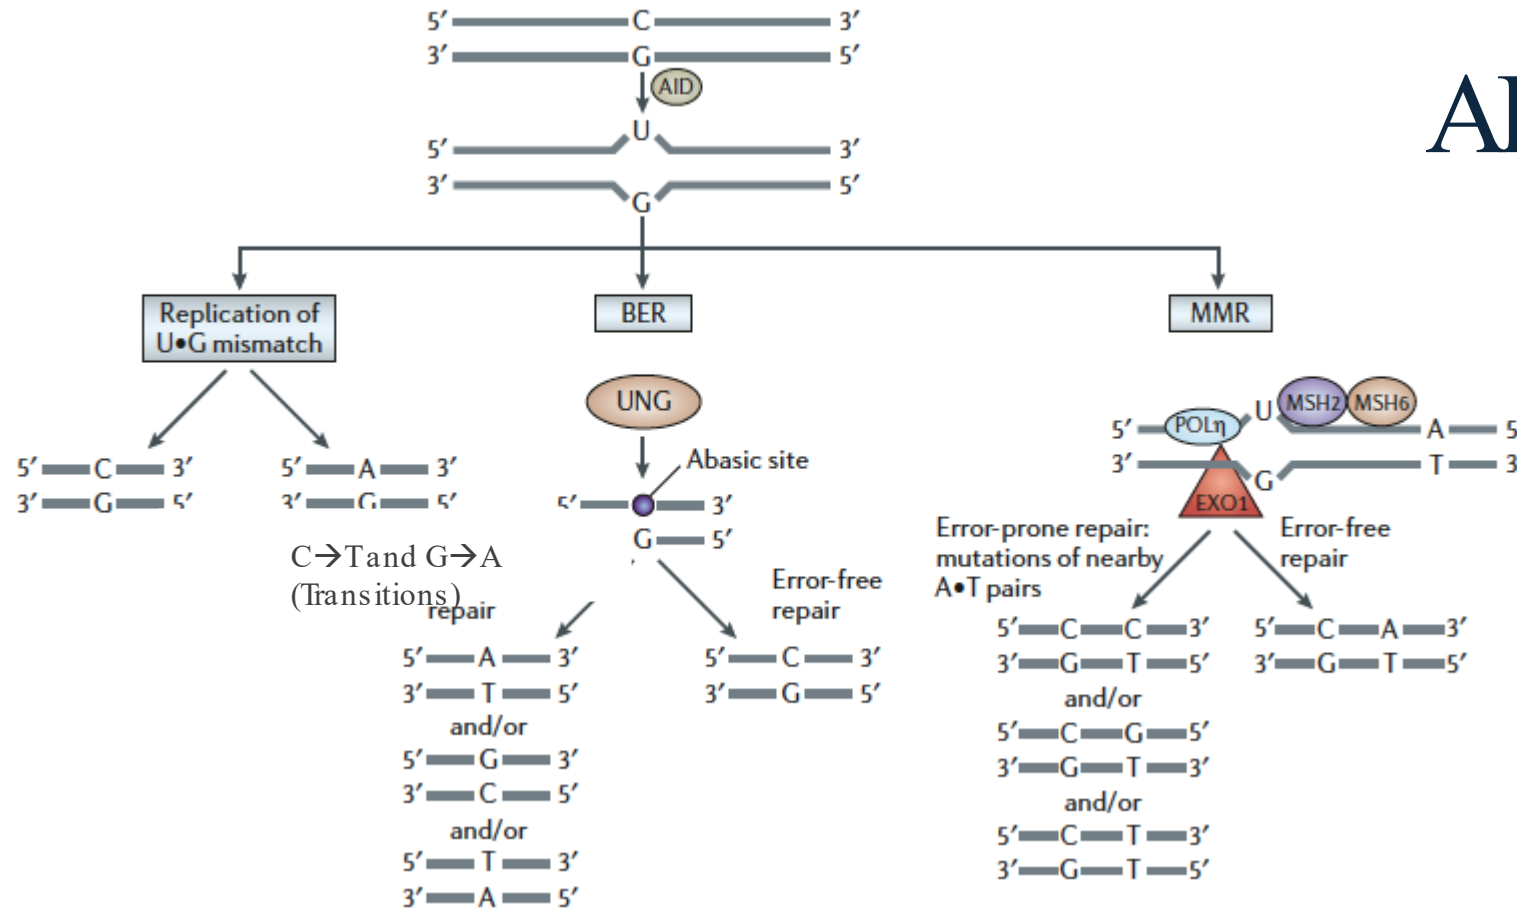 5′ C 3′
3′ G 5′
AID
5′ U 3′
3′ G 5′
Replication of
U•G mismatch
BER
MMR
5′ C 3′
3′ G 5′
5′ A 3′
3′ G 5′
C→T and G→A
(Transitions)
UNG
Abasic site
5′ 3′
G 5′
repair
Error-free
repair
5′ A 3′
3′ T 5′
and/or
5′ G 3′
3′ C 5′
and/or
5′ T 3′
3′ A 5′
5′ C 3′
3′ G 5′
MSH2 MSH6
POLη
5′ U A 5
3′ G T 3
EXO1
Error-prone repair:
mutations of nearby
A•T pairs
Error-free
repair
5′ C C 3′
3′ G T 5′
and/or
5′ C G 5′
3′ G T 3′
and/or
5′ C T 3′
3′ G T 5′
5′ C A 3′
3′ G T 5′